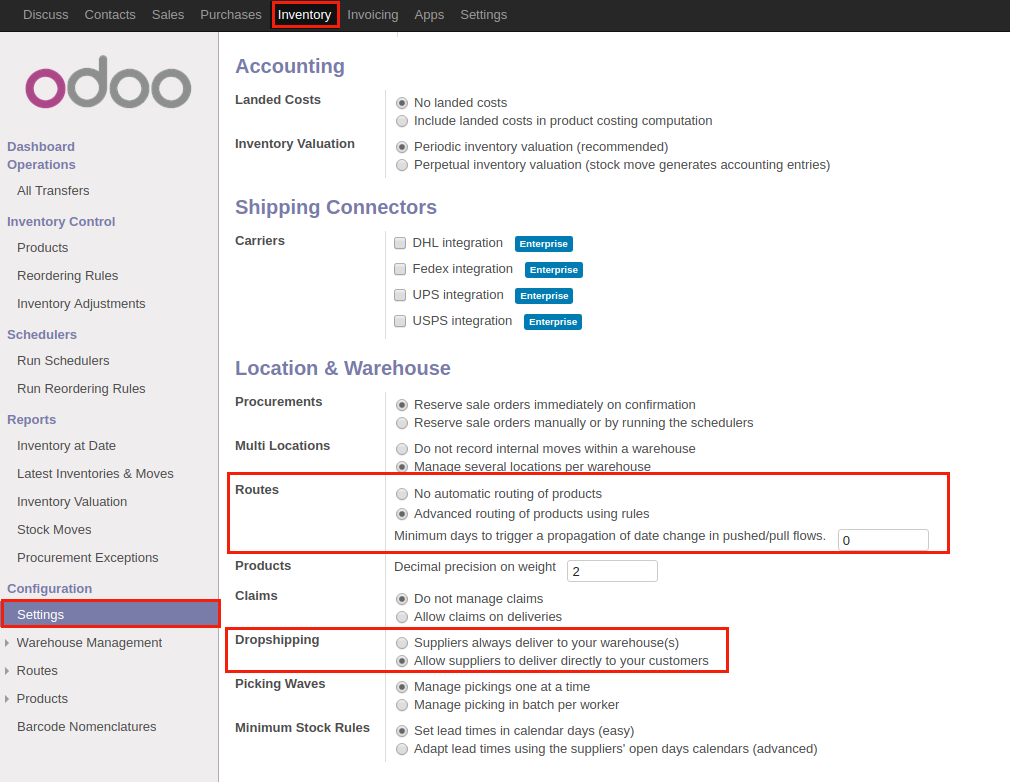 Discuss Contacts Sales Purchases Inventory Invoicing Apps Settings
odoo
Dashboard
Operations
All Transfers
Inventory Control
Products
Reordering Rules
Inventory Adjustments
Schedulers
Run Schedulers
Run Reordering Rules
Reports
Inventory at Date
Latest Inventories & Moves
Inventory Valuation
Stock Moves
Procurement Exceptions
Configuration
Settings
Warehouse Management
Routes
Products
Barcode Nomenclatures
Accounting
Landed Costs
No landed costs
Include landed costs in product costing computation
Inventory Valuation
Periodic inventory valuation (recommended)
Perpetual inventory valuation (stock move generates accounting entries)
Shipping Connectors
Carriers
DHL integration Enterprise
Fedex integration Enterprise
UPS integration Enterprise
USPS integration Enterprise
Location & Warehouse
Procurements
Reserve sale orders immediately on confirmation
Reserve sale orders manually or by running the schedulers
Multi Locations
Do not record internal moves within a warehouse
Manage several locations per warehouse
Routes
No automatic routing of products
Advanced routing of products using rules
Minimum days to trigger a propagation of date change in pushed/pull flows. 0
Products
Decimal precision on weight 2
Claims
Do not manage claims
Allow claims on deliveries
Dropshipping
Suppliers always deliver to your warehouse(s)
Allow suppliers to deliver directly to your customers
Picking Waves
Manage pickings one at a time
Manage picking in batch per worker
Minimum Stock Rules
Set lead times in calendar days (easy)
Adapt lead times using the suppliers' open days calendars (advanced)